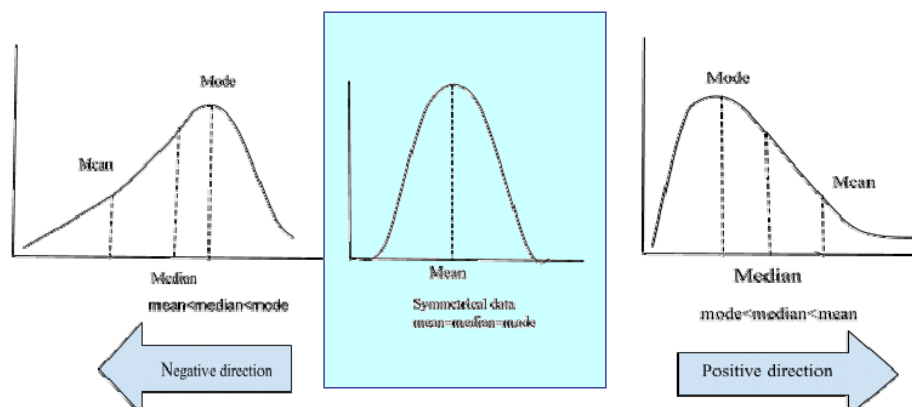 Mode
Mean
Median
mean<median<mode
Negative direction
Mean
Symmetrical data
mean=median=mode
Mode
Mean
Median
mode<median<mean
Positive direction